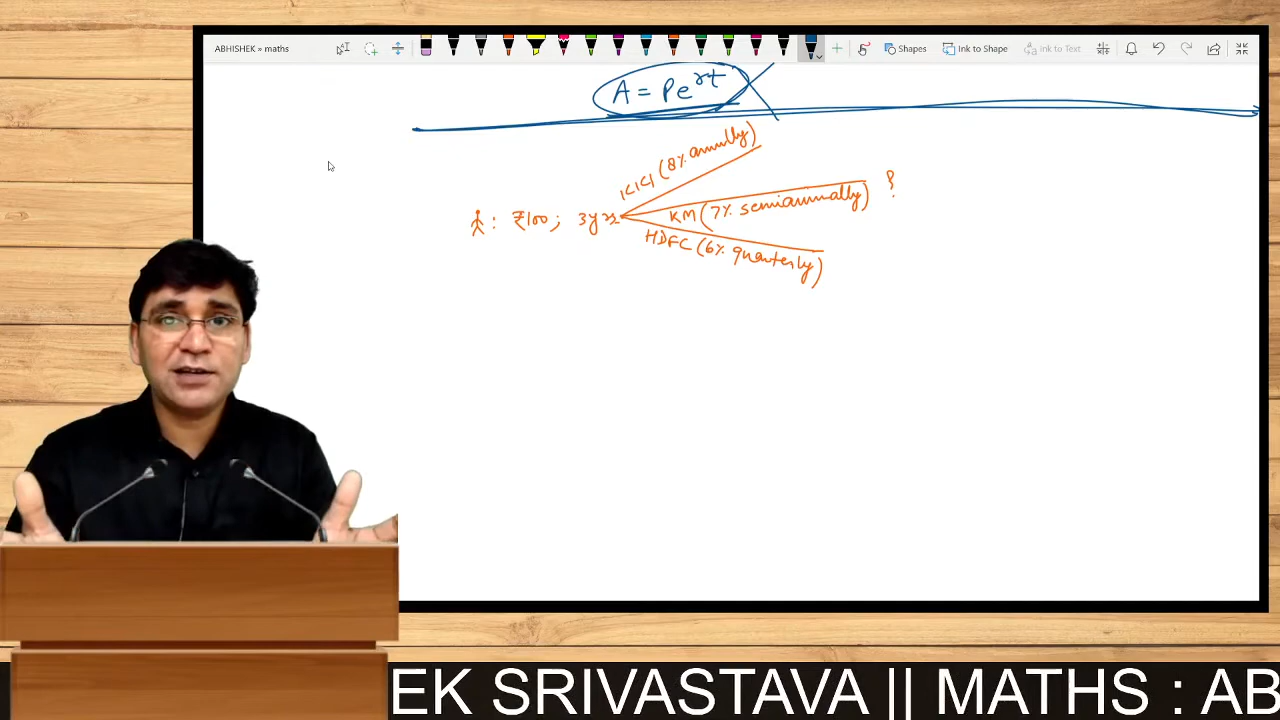 ABHISHEK » maths
Shapes
Ink to Shape
Ink to Text
A = Pe^rt
ICICI (8% annully)
: ₹100; 3yrs
KM (7% semiannually) ?
HDFC (6% quarterly)
EK SRIVASTAVA || MATHS : AB